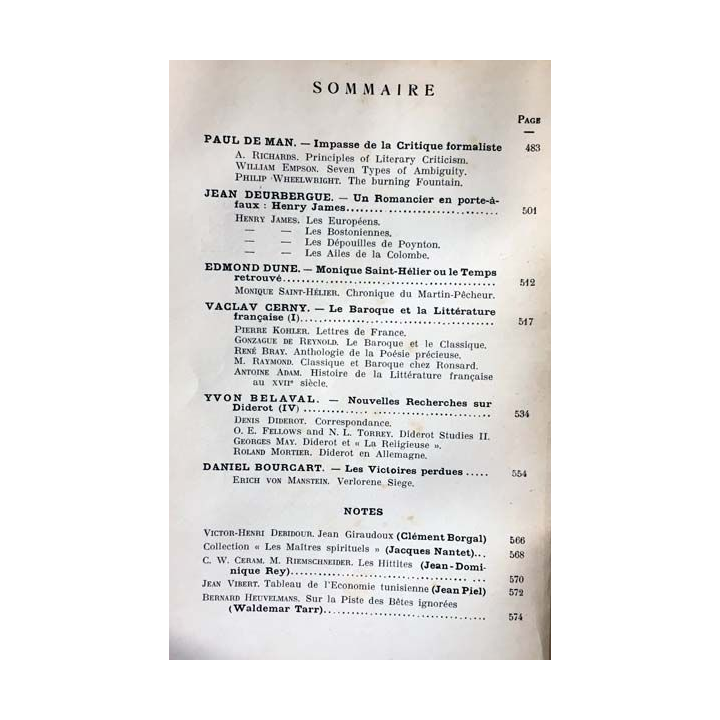 SOMMAIRE
PAGE
PAUL DE MAN. — Impasse de la Critique formaliste 483
A. RICHARDS. Principles of Literary Criticism.
WILLIAM EMPSON. Seven Types of Ambiguity.
PHILIP WHEELWRIGHT. The burning Fountain.
JEAN DEURBERGUE. — Un Romancier en porte-à-
faux : Henry James.............................. 501
HENRY JAMES. Les Européens.
— — Les Bostoniennes.
— — Les Dépouilles de Poynton.
— — Les Ailes de la Colombe.
EDMOND DUNE. — Monique Saint-Hélier ou le Temps
retrouvé.......................................... 512
MONIQUE SAINT-HÉLIER. Chronique du Martin-Pêcheur.
VACLAV CERNY. — Le Baroque et la Littérature
française (I)...................................... 517
PIERRE KOHLER. Lettres de France.
GONZAGUE DE REYNOLD. Le Baroque et le Classique.
RENÉ BRAY. Anthologie de la Poésie précieuse.
M. RAYMOND. Classique et Baroque chez Ronsard.
ANTOINE ADAM. Histoire de la Littérature française
au XVIIe siècle.
YVON BELAVAL. — Nouvelles Recherches sur
Diderot (IV) ...................................... 534
DENIS DIDEROT. Correspondance.
O. E. FELLOWS and N. L. TORREY. Diderot Studies II.
GEORGES MAY. Diderot et « La Religieuse ».
ROLAND MORTIER. Diderot en Allemagne.
DANIEL BOURCART. — Les Victoires perdues ..... 554
ERICH VON MANSTEIN. Verlorene Siege.
NOTES
VICTOR-HENRI DEBIDOUR. Jean Giraudoux (Clément Borgal) 566
Collection « Les Maîtres spirituels » (Jacques Nantet)... 568
C. W. CERAM. M. RIEMSCHNEIDER. Les Hittites (Jean-Domi-
nique Rey).................................. 570
JEAN VIBERT. Tableau de l'Economie tunisienne (Jean Piel) 572
BERNARD HEUVELMANS. Sur la Piste des Bêtes ignorées
(Waldemar Tarr)................................ 574